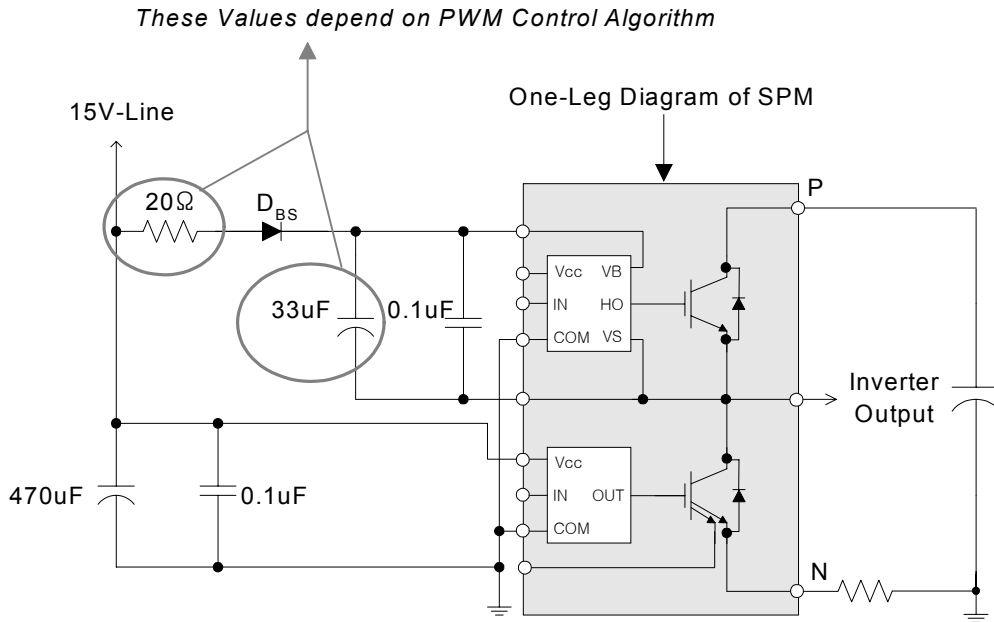 These Values depend on PWM Control Algorithm
One-Leg Diagram of SPM
15V-Line
P
20Ω
DBS
Vcc VB
IN HO
COM VS
33uF
0.1uF
Inverter
Output
Vcc
IN OUT
COM
470uF
0.1uF
N